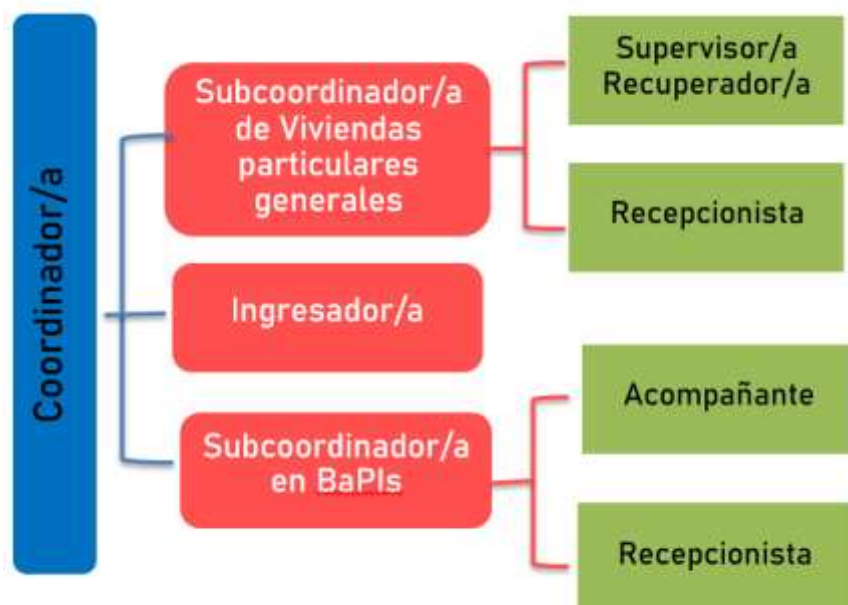 Coordinador/a
Subcoordinador/a
de Viviendas
particulares
generales
Supervisor/a
Recuperador/a
Recepcionista
Ingresador/a
Subcoordinador/a
en BaPIs
Acompañante
Recepcionista